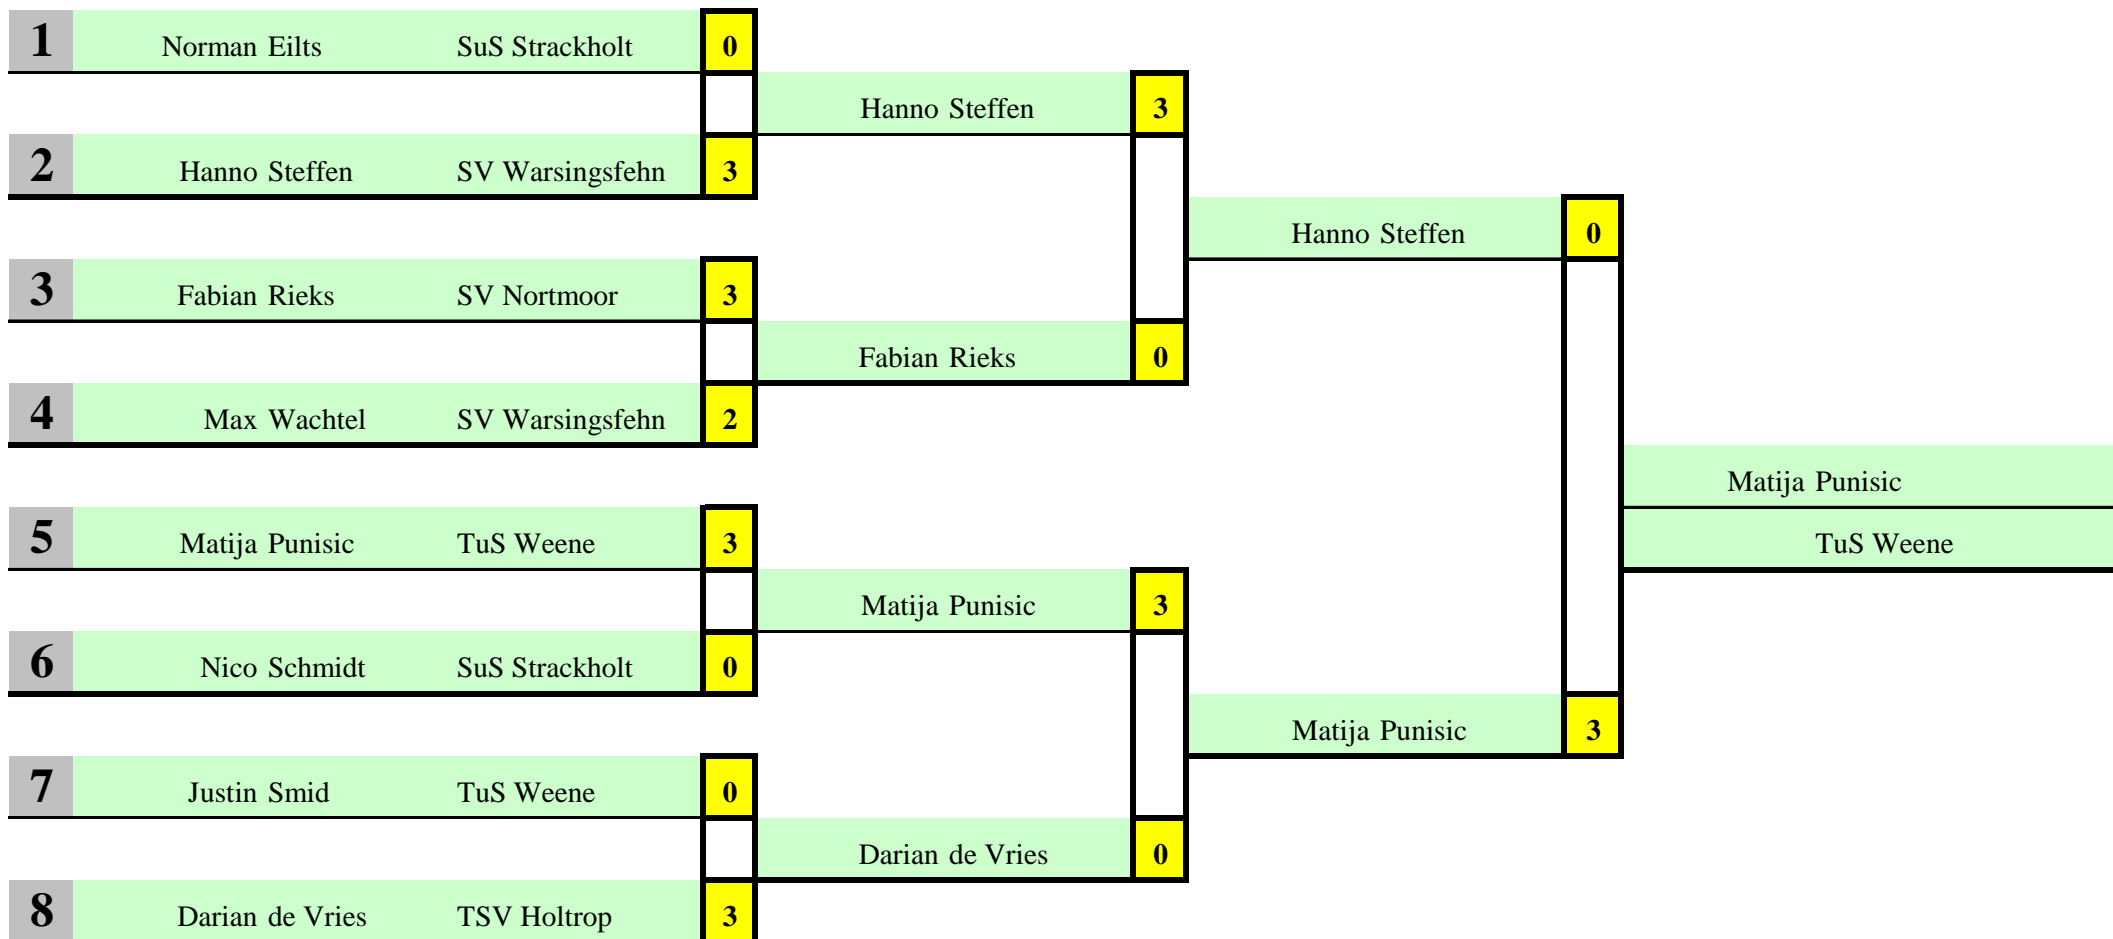 1 Norman Eilts SuS Strackholt 0
Hanno Steffen 3
2 Hanno Steffen SV Warsingsfehn 3
Hanno Steffen 0
3 Fabian Rieks SV Nortmoor 3
Fabian Rieks 0
4 Max Wachtel SV Warsingsfehn 2
Matija Punisic
5 Matija Punisic TuS Weene 3 TuS Weene
Matija Punisic 3
6 Nico Schmidt SuS Strackholt 0
Matija Punisic 3
7 Justin Smid TuS Weene 0
Darian de Vries 0
8 Darian de Vries TSV Holtrop 3